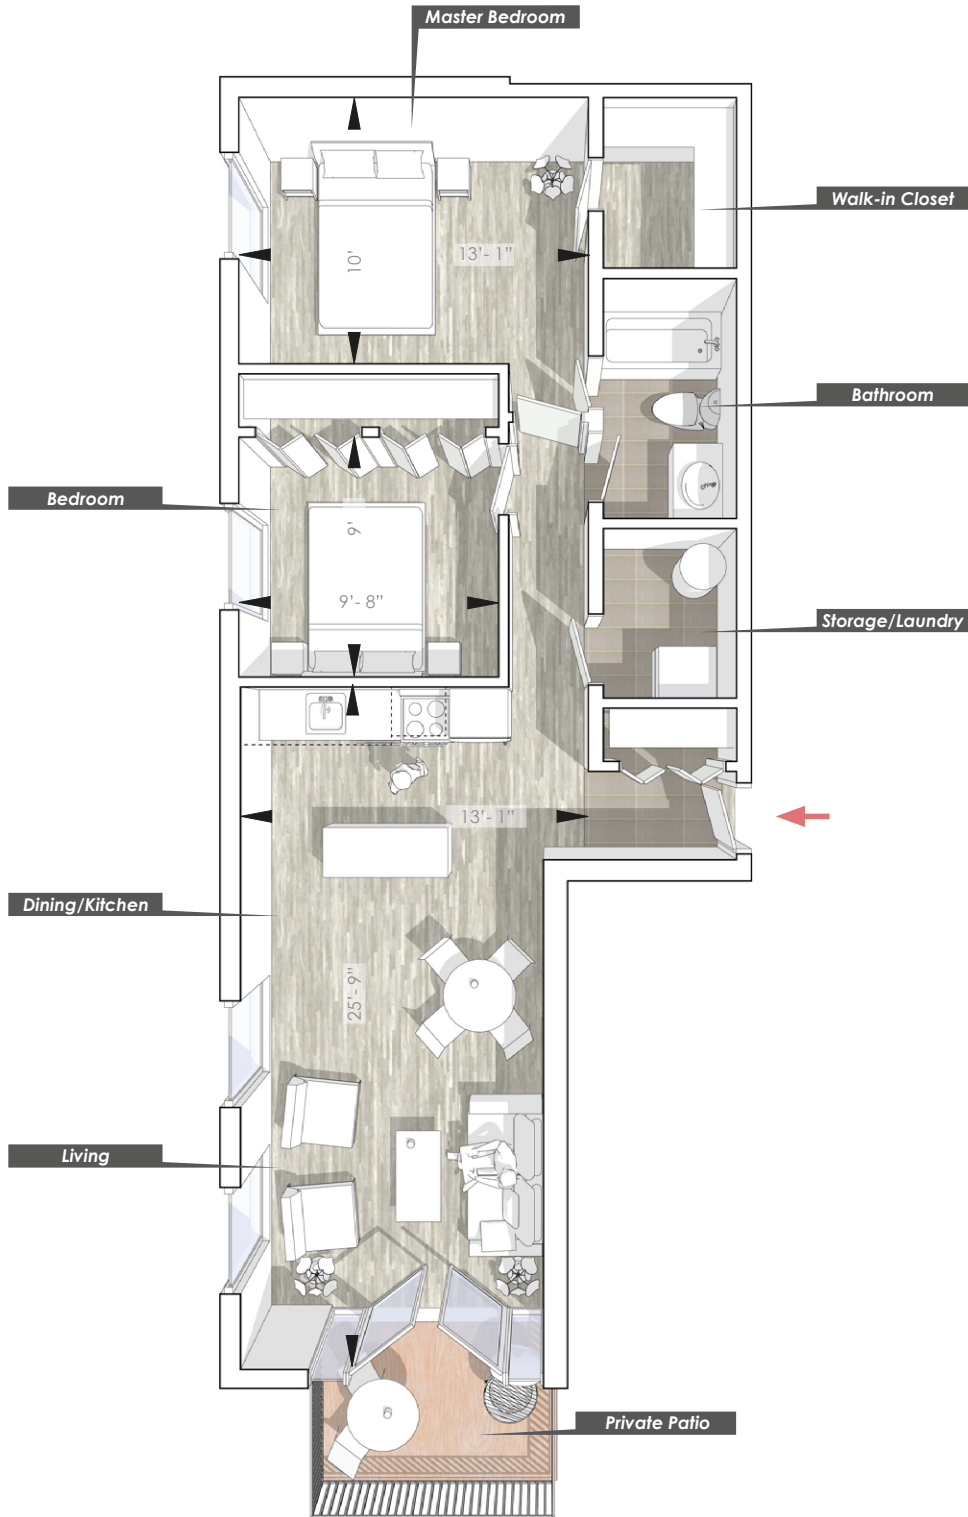 Master Bedroom
Walk-in Closet
13'- 1"
10'
Bathroom
Bedroom
9'
9'- 8"
Storage/Laundry
13'- 1"
Dining/Kitchen
25'- 9"
Living
Private Patio